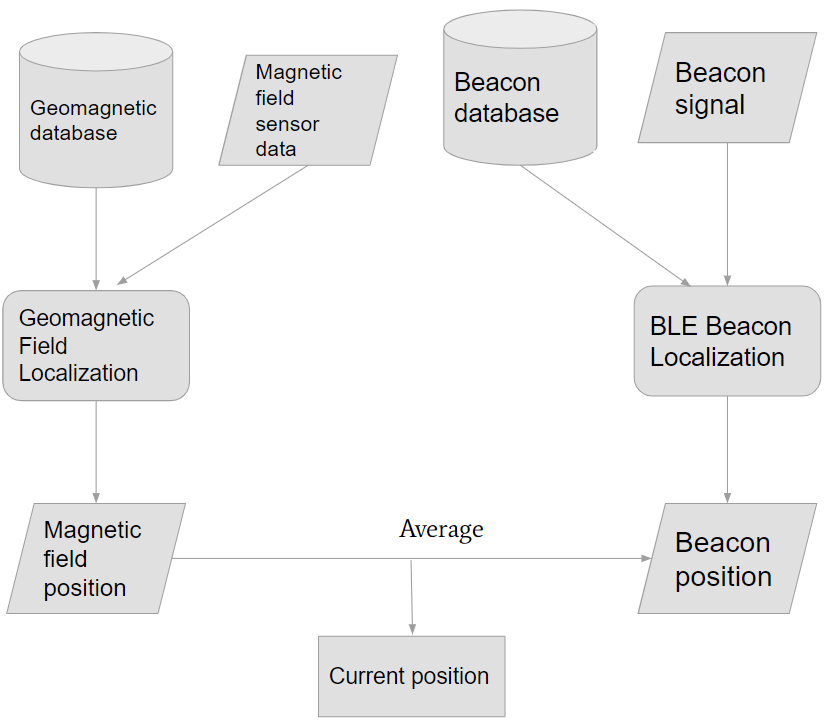 Geomagnetic
database
Magnetic
field
sensor
data
Beacon
database
Beacon
signal
Geomagnetic
Field
Localization
BLE Beacon
Localization
Magnetic
field
position
Average
Beacon
position
Current position